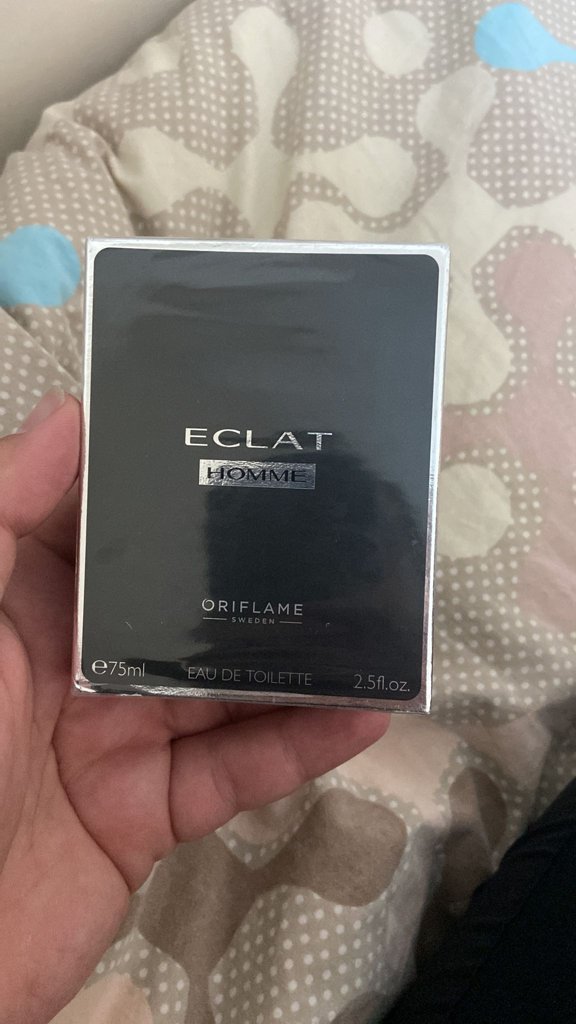 ECLAT
HOMME
ORIFLAME
SWEDEN
℮75ml EAU DE TOILETTE 2.5fl.oz.